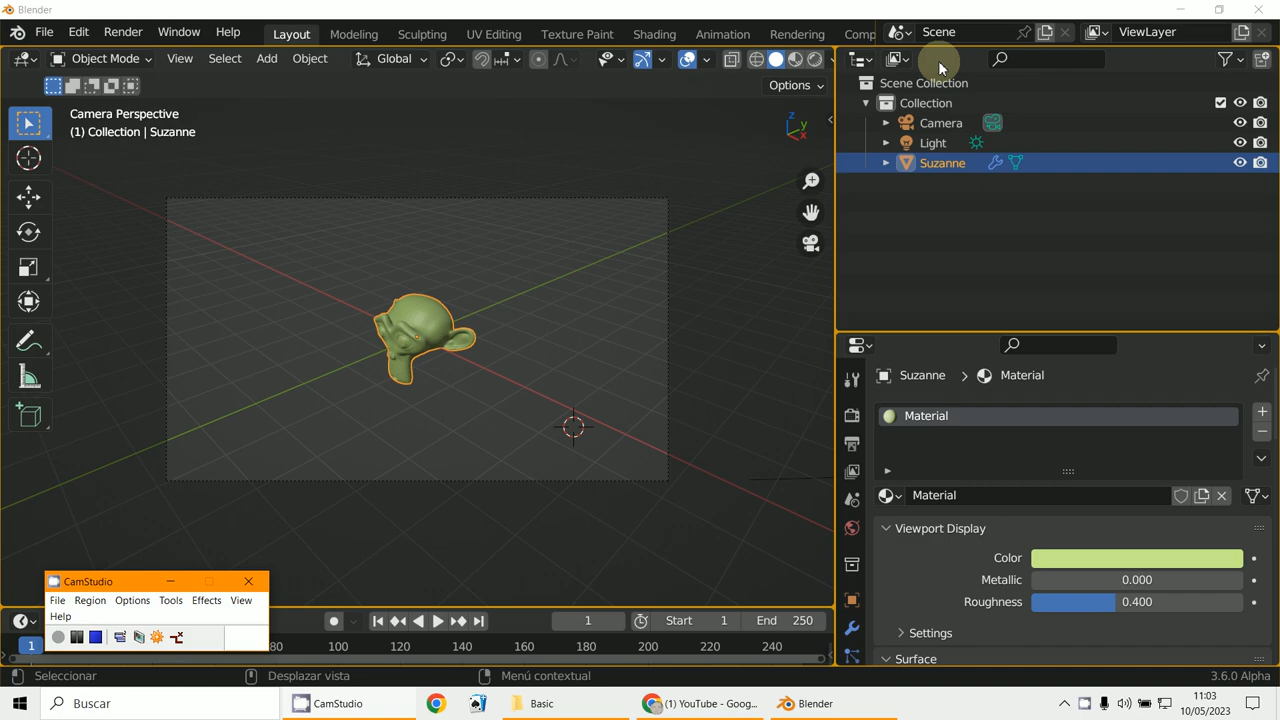 Blender
File Edit Render Window Help Layout Modeling Sculpting UV Editing Texture Paint Shading Animation Rendering Comp Scene ViewLayer
Object Mode View Select Add Object Global
Options
Camera Perspective
(1) Collection | Suzanne
Z
Y
X
Scene Collection
Collection
Camera
Light
Suzanne
Suzanne > Material
Material
Material
Viewport Display
Color
Metallic 0.000
Roughness 0.400
Settings
Surface
CamStudio
File Region Options Tools Effects View
Help
1 Start 1 End 250
1 80 100 120 140 160 180 200 220 240
Seleccionar Desplazar vista Menú contextual 3.6.0 Alpha
Buscar CamStudio Basic (1) YouTube - Goog... Blender
11:03
10/05/2023